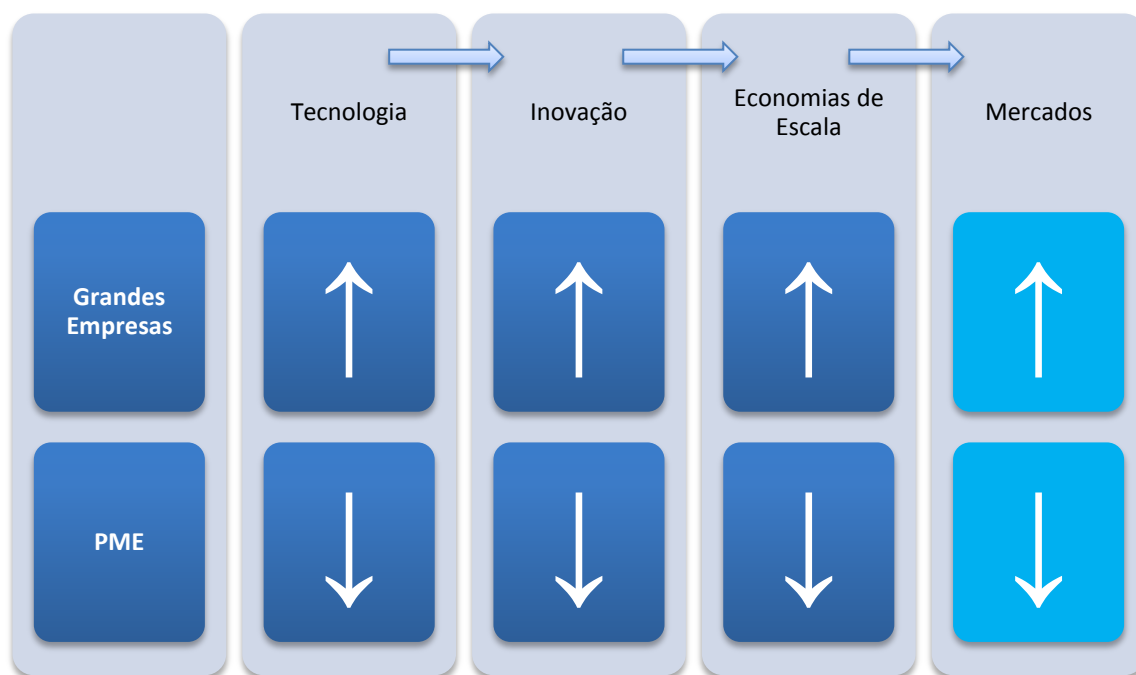 Tecnologia
Inovação
Economias de
Escala
Mercados
Grandes
Empresas
PME